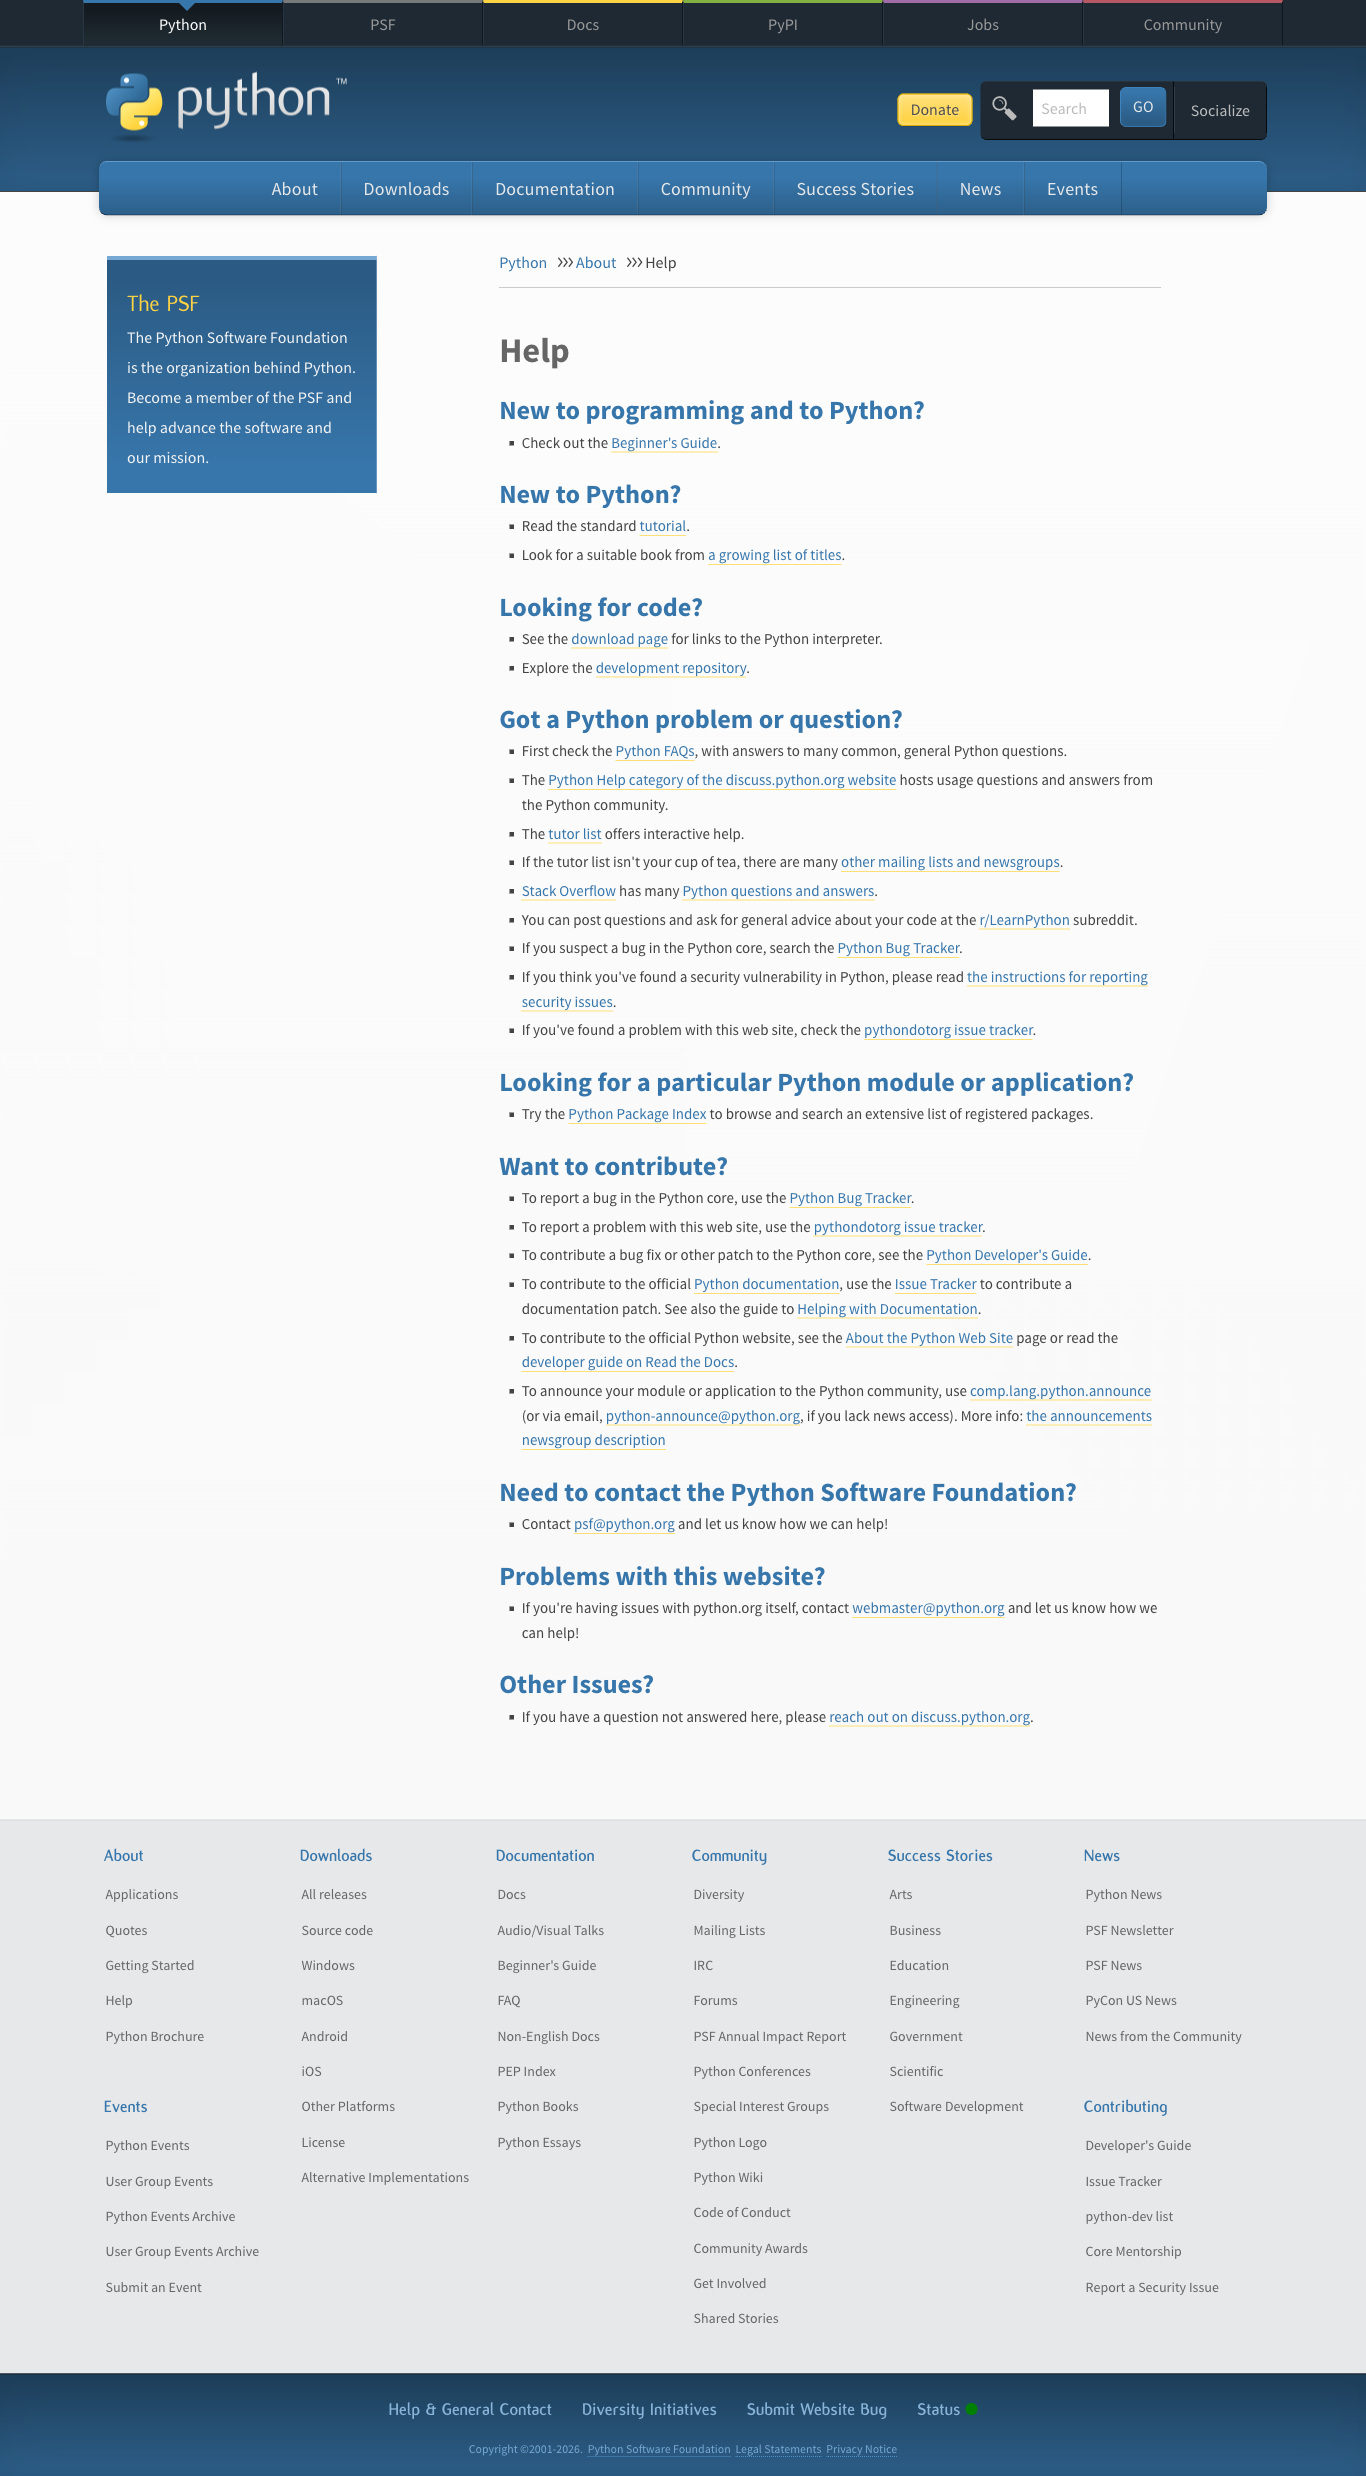 Python
PSF
Docs
PyPI
Jobs
Community
python™
Donate
Search
GO
Socialize
About
Downloads
Documentation
Community
Success Stories
News
Events
The PSF
The Python Software Foundation
is the organization behind Python.
Become a member of the PSF and
help advance the software and
our mission.
Python >>> About >>> Help
Help
New to programming and to Python?
▪ Check out the Beginner's Guide.
New to Python?
▪ Read the standard tutorial.
▪ Look for a suitable book from a growing list of titles.
Looking for code?
▪ See the download page for links to the Python interpreter.
▪ Explore the development repository.
Got a Python problem or question?
▪ First check the Python FAQs, with answers to many common, general Python questions.
▪ The Python Help category of the discuss.python.org website hosts usage questions and answers from
the Python community.
▪ The tutor list offers interactive help.
▪ If the tutor list isn't your cup of tea, there are many other mailing lists and newsgroups.
▪ Stack Overflow has many Python questions and answers.
▪ You can post questions and ask for general advice about your code at the r/LearnPython subreddit.
▪ If you suspect a bug in the Python core, search the Python Bug Tracker.
▪ If you think you've found a security vulnerability in Python, please read the instructions for reporting
security issues.
▪ If you've found a problem with this web site, check the pythondotorg issue tracker.
Looking for a particular Python module or application?
▪ Try the Python Package Index to browse and search an extensive list of registered packages.
Want to contribute?
▪ To report a bug in the Python core, use the Python Bug Tracker.
▪ To report a problem with this web site, use the pythondotorg issue tracker.
▪ To contribute a bug fix or other patch to the Python core, see the Python Developer's Guide.
▪ To contribute to the official Python documentation, use the Issue Tracker to contribute a
documentation patch. See also the guide to Helping with Documentation.
▪ To contribute to the official Python website, see the About the Python Web Site page or read the
developer guide on Read the Docs.
▪ To announce your module or application to the Python community, use comp.lang.python.announce
(or via email, python-announce@python.org, if you lack news access). More info: the announcements
newsgroup description
Need to contact the Python Software Foundation?
▪ Contact psf@python.org and let us know how we can help!
Problems with this website?
▪ If you're having issues with python.org itself, contact webmaster@python.org and let us know how we
can help!
Other Issues?
▪ If you have a question not answered here, please reach out on discuss.python.org.
About
Applications
Quotes
Getting Started
Help
Python Brochure
Events
Python Events
User Group Events
Python Events Archive
User Group Events Archive
Submit an Event
Downloads
All releases
Source code
Windows
macOS
Android
iOS
Other Platforms
License
Alternative Implementations
Documentation
Docs
Audio/Visual Talks
Beginner's Guide
FAQ
Non-English Docs
PEP Index
Python Books
Python Essays
Community
Diversity
Mailing Lists
IRC
Forums
PSF Annual Impact Report
Python Conferences
Special Interest Groups
Python Logo
Python Wiki
Code of Conduct
Community Awards
Get Involved
Shared Stories
Success Stories
Arts
Business
Education
Engineering
Government
Scientific
Software Development
News
Python News
PSF Newsletter
PSF News
PyCon US News
News from the Community
Contributing
Developer's Guide
Issue Tracker
python-dev list
Core Mentorship
Report a Security Issue
Help & General Contact
Diversity Initiatives
Submit Website Bug
Status
Copyright ©2001-2026. Python Software Foundation Legal Statements Privacy Notice